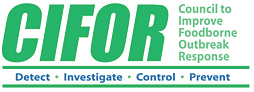 CIFOR
Council to
Improve
Foodborne
Outbreak
Response
Detect • Investigate • Control • Prevent